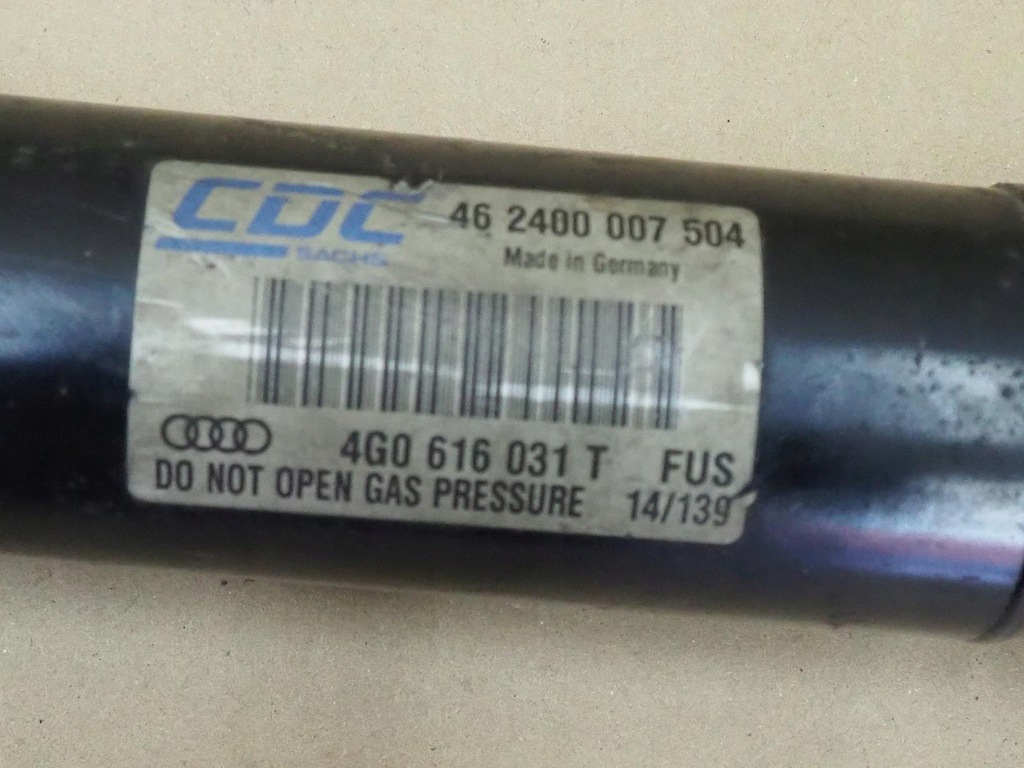 CDC 46 2400 007 504
SACHS Made in Germany
4G0 616 031 T FUS
DO NOT OPEN GAS PRESSURE 14/139